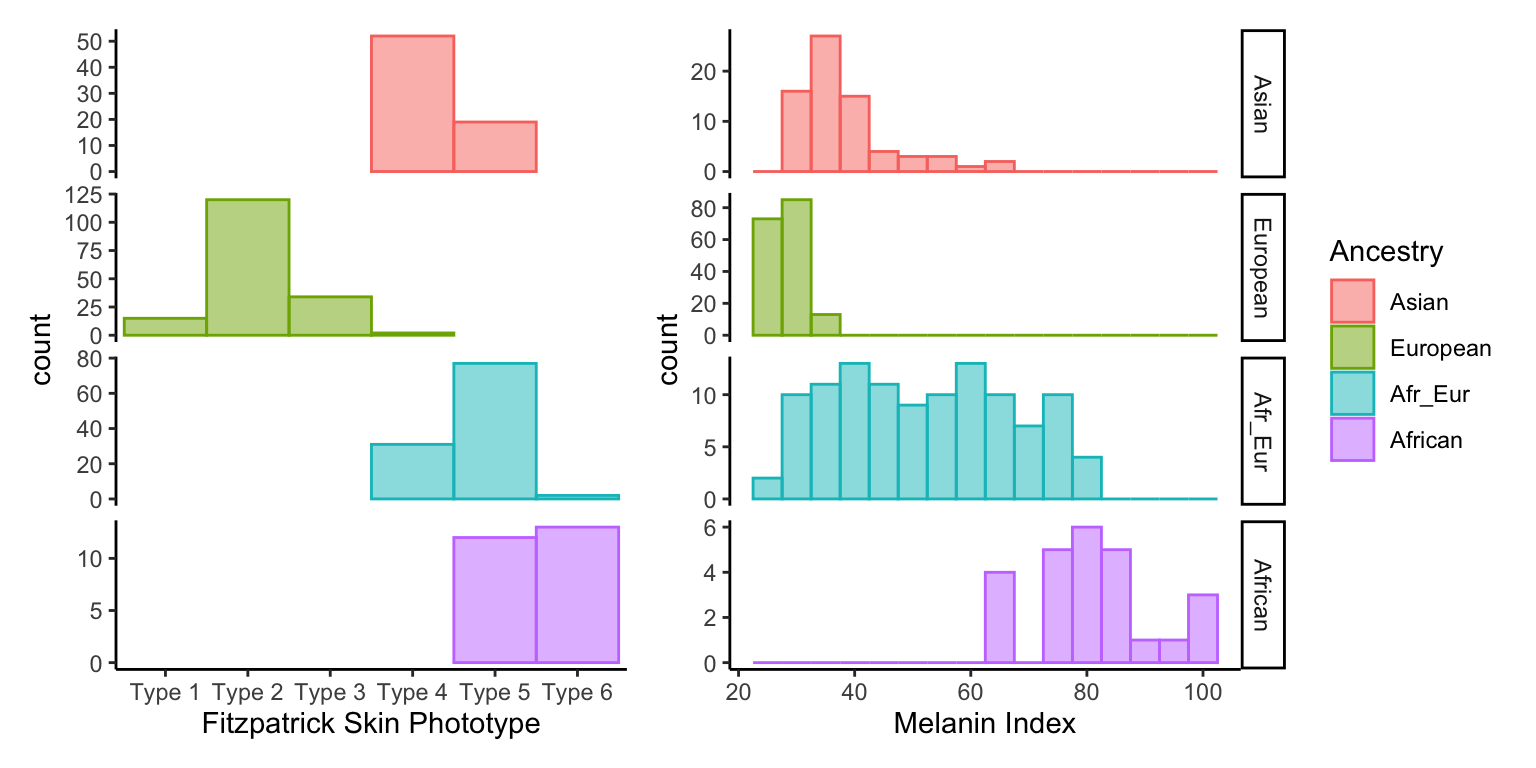 50
40
30
20
10
0
125
100
75
50
25
0
80
60
40
20
0
10
5
0
count
Type 1 Type 2 Type 3 Type 4 Type 5 Type 6
Fitzpatrick Skin Phototype
20
10
0
80
60
40
20
0
10
5
0
6
4
2
0
count
20 40 60 80 100
Melanin Index
Asian
European
Afr_Eur
African
Ancestry
Asian
European
Afr_Eur
African